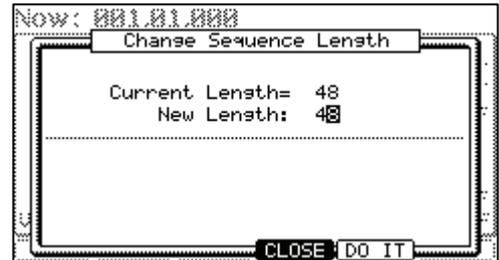 Now: 001.01.000
Change Sequence Length
Current Length= 48
New Length: 48
CLOSE DO IT